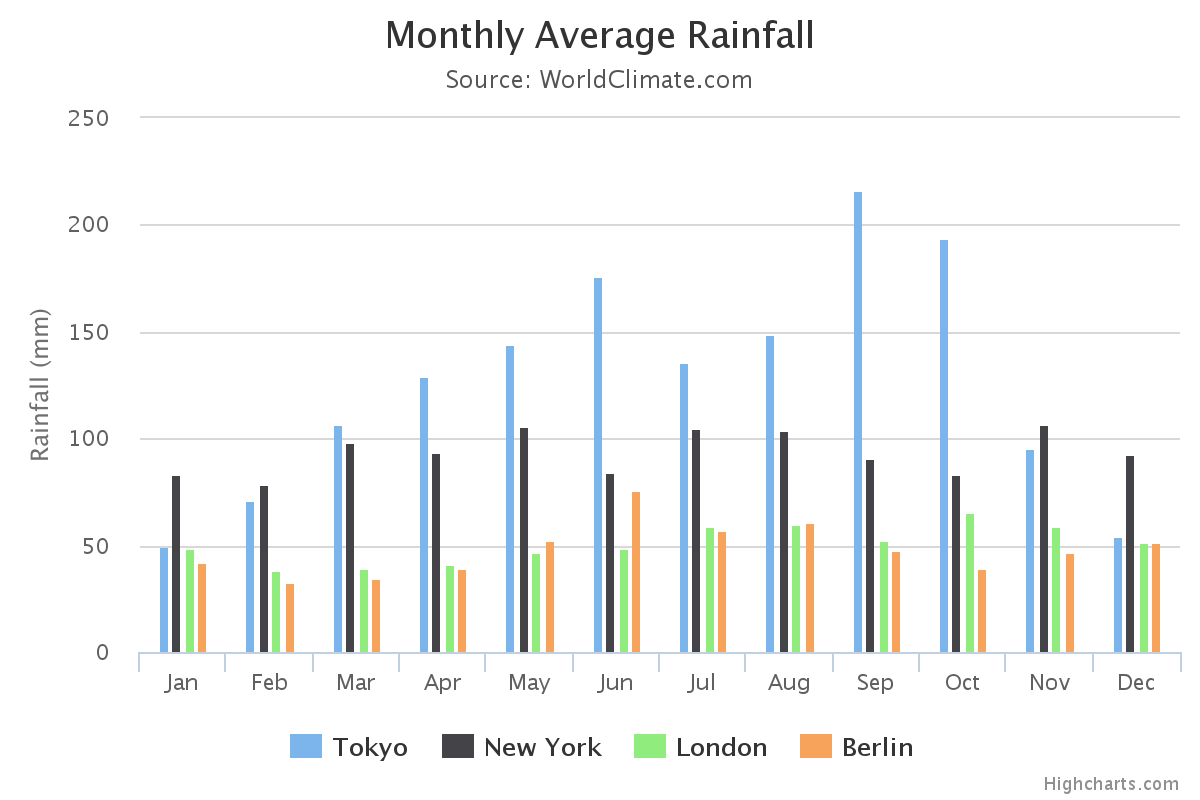 Monthly Average Rainfall
Source: WorldClimate.com
250
200
150
100
50
0
Rainfall (mm)
Jan Feb Mar Apr May Jun Jul Aug Sep Oct Nov Dec
Tokyo New York London Berlin
Highcharts.com